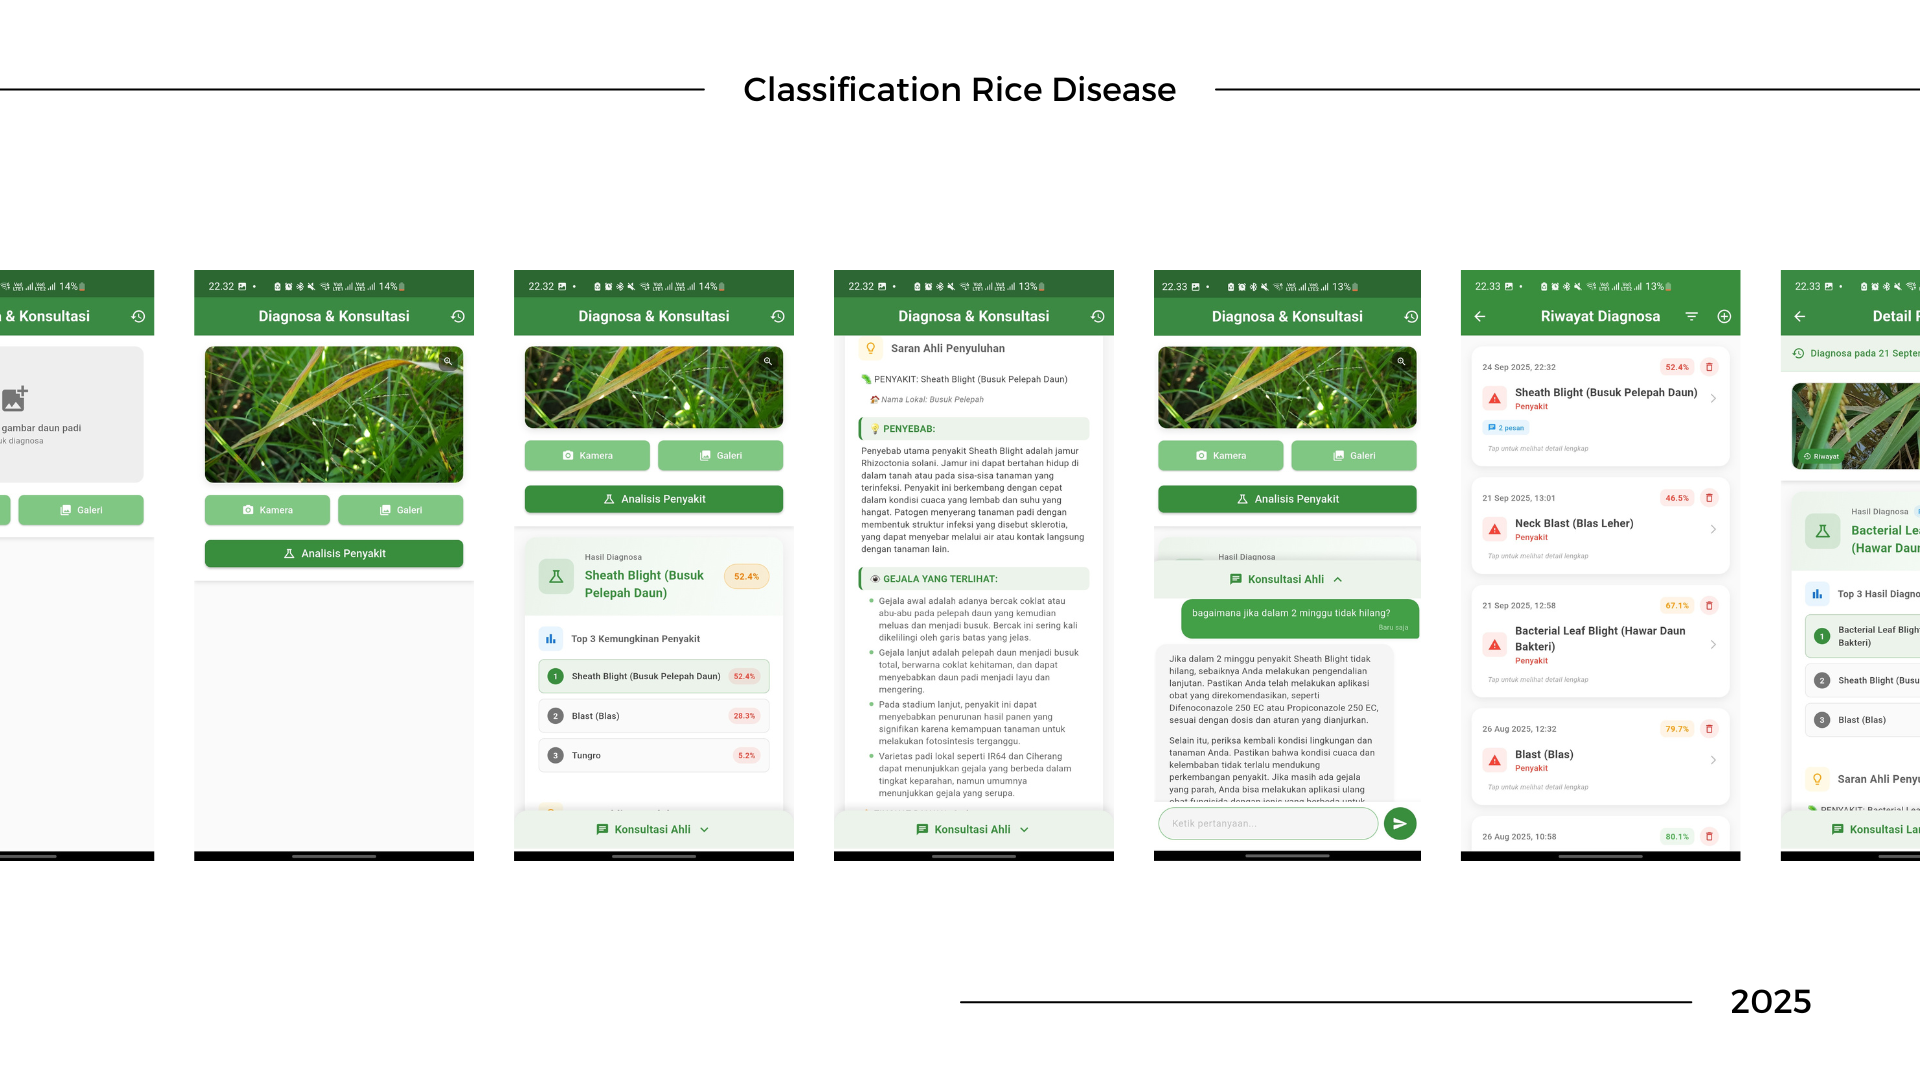 Classification Rice Disease
14%
& Konsultasi
gambar daun padi
uk diagnosa
Galeri
22.32
14%
Diagnosa & Konsultasi
Kamera
Galeri
Analisis Penyakit
22.32
14%
Diagnosa & Konsultasi
Kamera
Galeri
Analisis Penyakit
Hasil Diagnosa
Sheath Blight (Busuk
Pelepah Daun)
52.4%
Top 3 Kemungkinan Penyakit
1 Sheath Blight (Busuk Pelepah Daun) 52.4%
2 Blast (Blas) 28.3%
3 Tungro 5.2%
Konsultasi Ahli
22.32
13%
Diagnosa & Konsultasi
Saran Ahli Penyuluhan
PENYAKIT: Sheath Blight (Busuk Pelepah Daun)
Nama Lokal: Busuk Pelepah
PENYEBAB:
Penyebab utama penyakit Sheath Blight adalah jamur
Rhizoctonia solani. Jamur ini dapat bertahan hidup di
dalam tanah atau pada sisa-sisa tanaman yang
terinfeksi. Penyakit ini berkembang dengan cepat
dalam kondisi cuaca yang lembab dan suhu yang
hangat. Patogen menyerang tanaman padi dengan
membentuk struktur infeksi yang disebut sklerotia,
yang dapat menyebar melalui air atau kontak langsung
dengan tanaman lain.
GEJALA YANG TERLIHAT:
Gejala awal adalah adanya bercak coklat atau
abu-abu pada pelepah daun yang kemudian
meluas dan menjadi busuk. Bercak ini sering kali
dikelilingi oleh garis batas yang jelas.
Gejala lanjut adalah pelepah daun menjadi busuk
total, berwarna coklat kehitaman, dan dapat
menyebabkan daun padi menjadi layu dan
mengering.
Pada stadium lanjut, penyakit ini dapat
menyebabkan penurunan hasil panen yang
signifikan karena kemampuan tanaman untuk
melakukan fotosintesis terganggu.
Varietas padi lokal seperti IR64 dan Ciherang
dapat menunjukkan gejala yang berbeda dalam
tingkat keparahan, namun umumnya
menunjukkan gejala yang serupa.
Konsultasi Ahli
22.33
13%
Diagnosa & Konsultasi
Kamera
Galeri
Analisis Penyakit
Hasil Diagnosa
Konsultasi Ahli
bagaimana jika dalam 2 minggu tidak hilang?
Baru saja
Jika dalam 2 minggu penyakit Sheath Blight tidak
hilang, sebaiknya Anda melakukan pengendalian
lanjutan. Pastikan Anda telah melakukan aplikasi
obat yang direkomendasikan, seperti
Difenoconazole 250 EC atau Propiconazole 250 EC,
sesuai dengan dosis dan aturan yang dianjurkan.
Selain itu, periksa kembali kondisi lingkungan dan
tanaman Anda. Pastikan bahwa kondisi cuaca dan
kelembaban tidak terlalu mendukung
perkembangan penyakit. Jika masih ada gejala
yang parah, Anda bisa melakukan aplikasi ulang
obat fungisida dengan jenis yang berbeda untuk
Ketik pertanyaan...
22.33
13%
Riwayat Diagnosa
24 Sep 2025, 22:32 52.4%
Sheath Blight (Busuk Pelepah Daun)
Penyakit
2 pesan
Tap untuk melihat detail lengkap
21 Sep 2025, 13:01 46.5%
Neck Blast (Blas Leher)
Penyakit
Tap untuk melihat detail lengkap
21 Sep 2025, 12:58 67.1%
Bacterial Leaf Blight (Hawar Daun
Bakteri)
Penyakit
Tap untuk melihat detail lengkap
26 Aug 2025, 12:32 79.7%
Blast (Blas)
Penyakit
Tap untuk melihat detail lengkap
26 Aug 2025, 10:58 80.1%
22.33
Detail R
Diagnosa pada 21 Septem
Riwayat
Hasil Diagnosa
Bacterial Lea
(Hawar Daun
Top 3 Hasil Diagno
1 Bacterial Leaf Blight
Bakteri)
2 Sheath Blight (Busu
3 Blast (Blas)
Saran Ahli Penyu
PENYAKIT: Bacterial Lea
Konsultasi Lan
2025